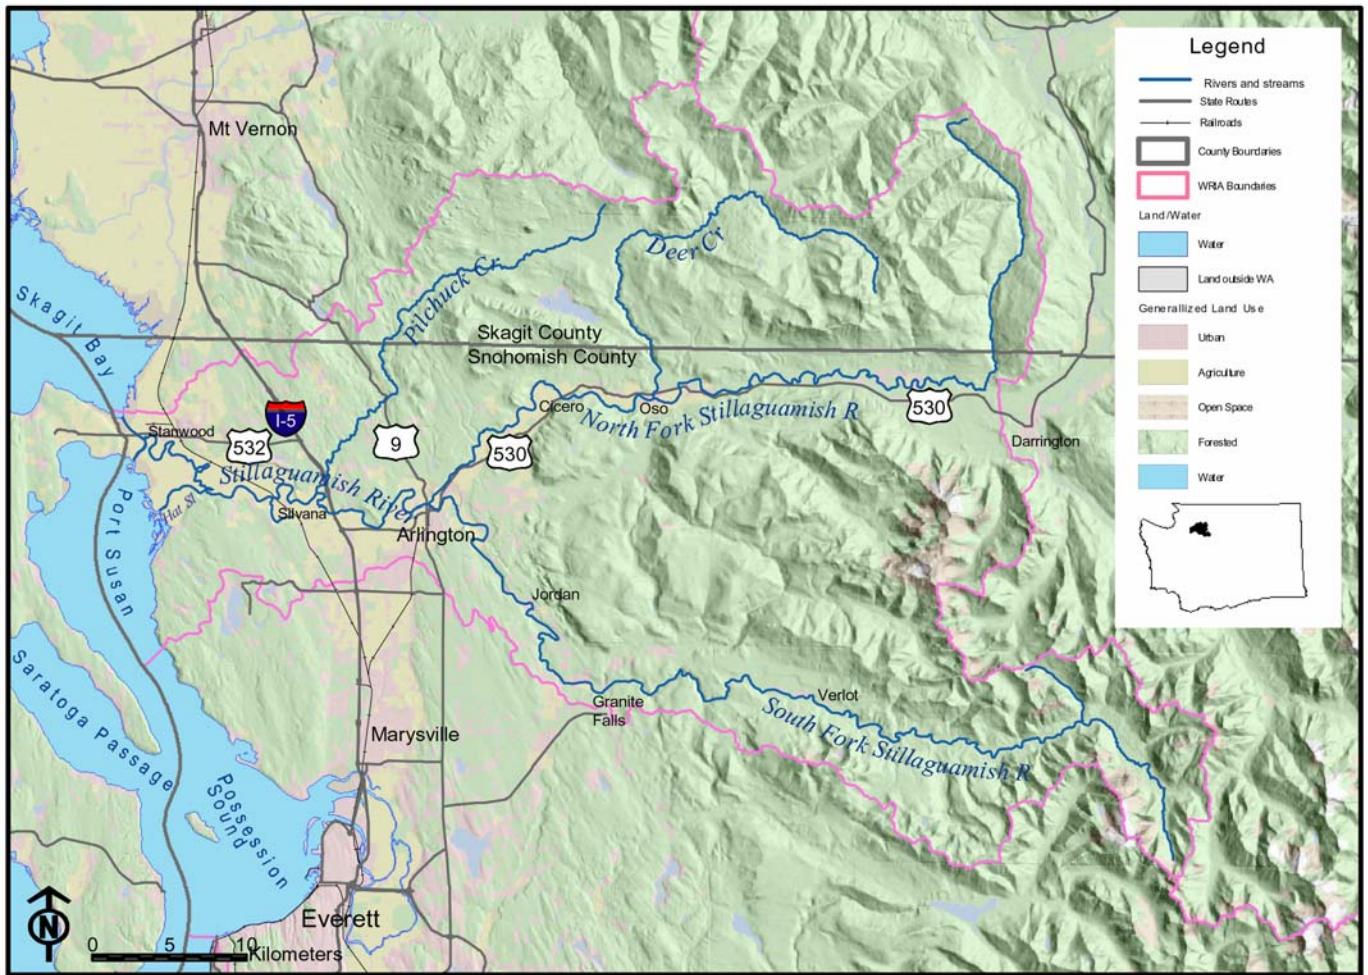 Legend
Rivers and streams
State Routes
Railroads
County Boundaries
WRIA Boundaries
Land/Water
Water
Land outside WA
Generallized Land Use
Urban
Agriculture
Open Space
Forested
Water
Mt Vernon
Deer Cr
Pilchuck Cr
Skagit Bay
Skagit County
Snohomish County
I-5
Cicero
Oso
North Fork Stillaguamish R
530
Stanwood
532
9
530
Darrington
Stillaguamish River
Hat Sl
Silvana
Port Susan
Arlington
Jordan
Saratoga Passage
Granite
Falls
Verlot
South Fork Stillaguamish R
Marysville
Possession
Sound
Everett
N
0 5 10
Kilometers